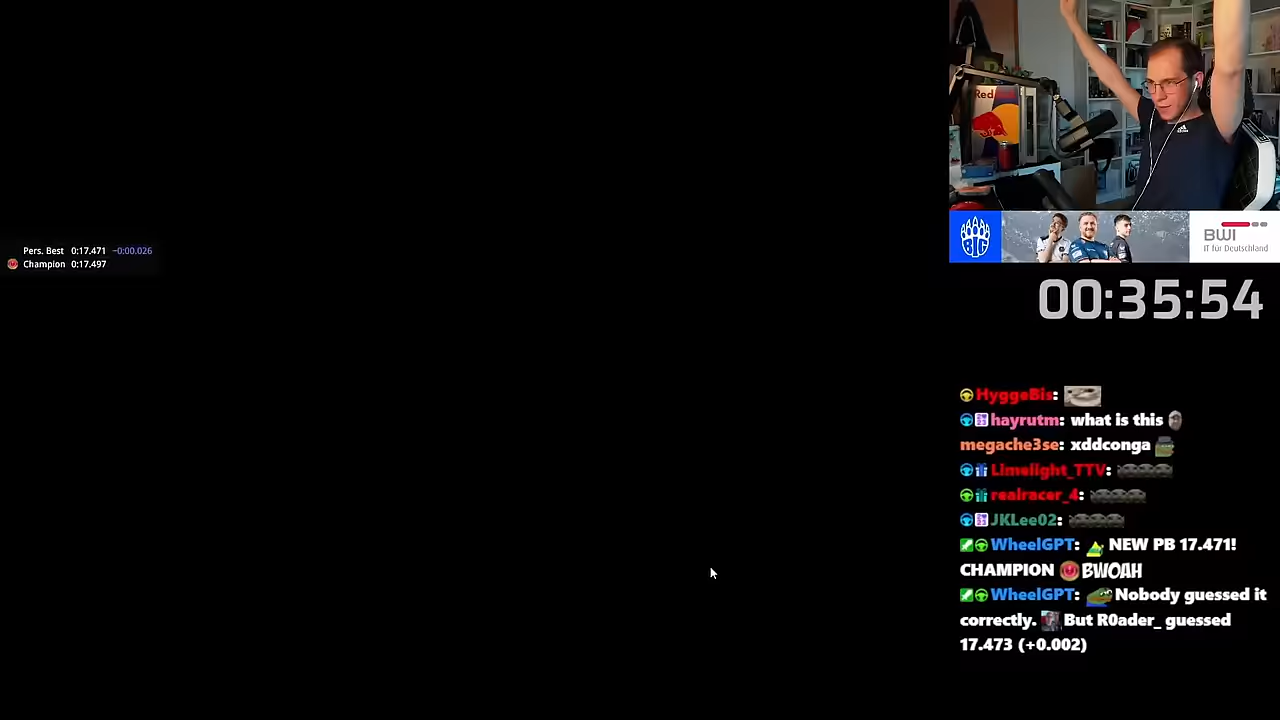 Red
Pers. Best 0:17.471 −0:00.026
Champion 0:17.497
BIG
BWI
IT für Deutschland
00:35:54
HyggeBis:
hayrutm: what is this
megache3se: xddconga
Limelight_TTV:
realracer_4:
JKLee02:
WheelGPT: NEW PB 17.471!
CHAMPION BWOAH
WheelGPT: Nobody guessed it
correctly. But R0ader_ guessed
17.473 (+0.002)